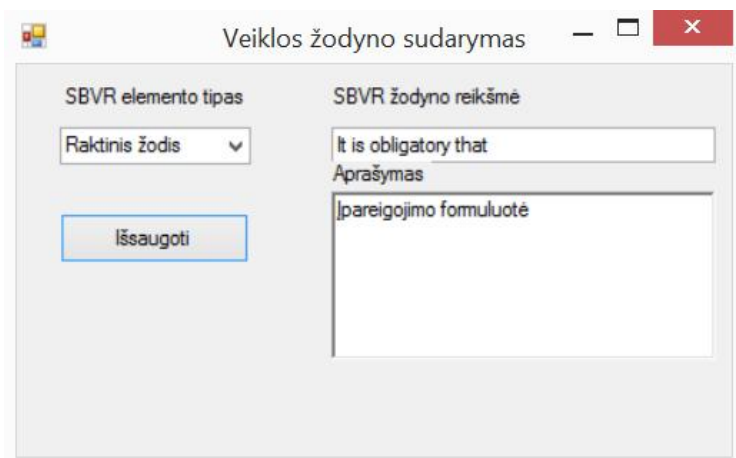 Veiklos žodyno sudarymas
SBVR elemento tipas
SBVR žodyno reikšmė
Raktinis žodis
It is obligatory that
Aprašymas
Įpareigojimo formuluotė
Išsaugoti